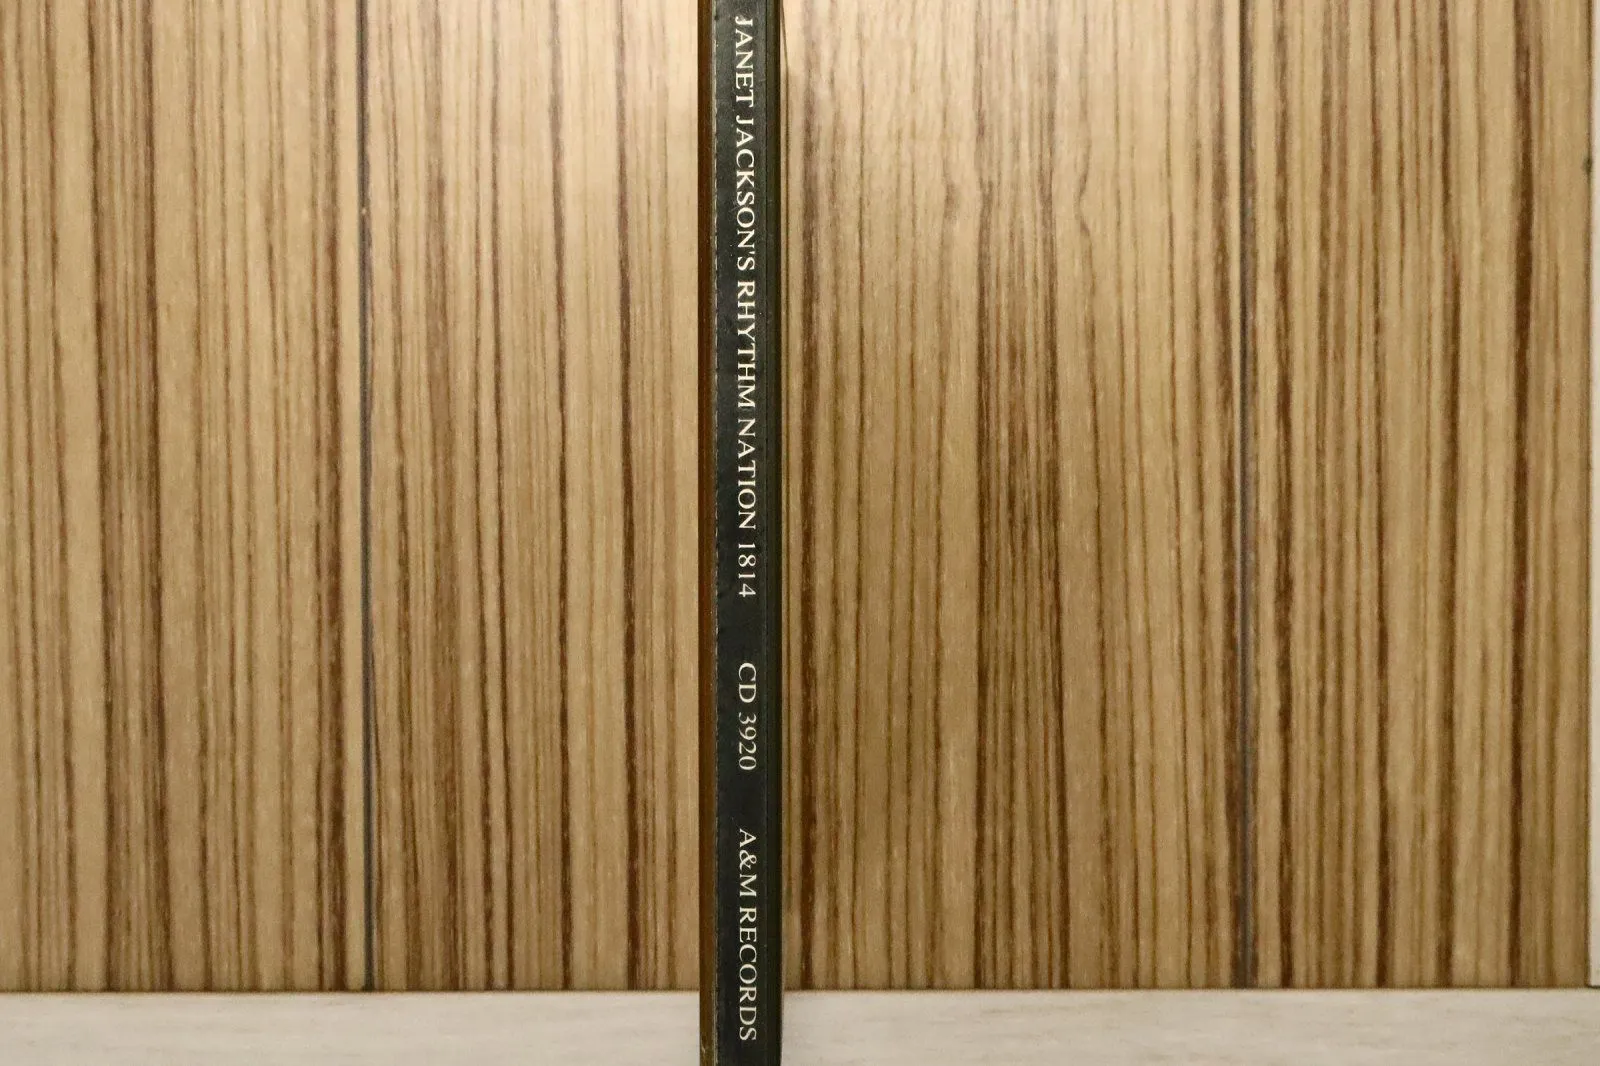 JANET JACKSON'S RHYTHM NATION 1814 CD 3920 A&M RECORDS